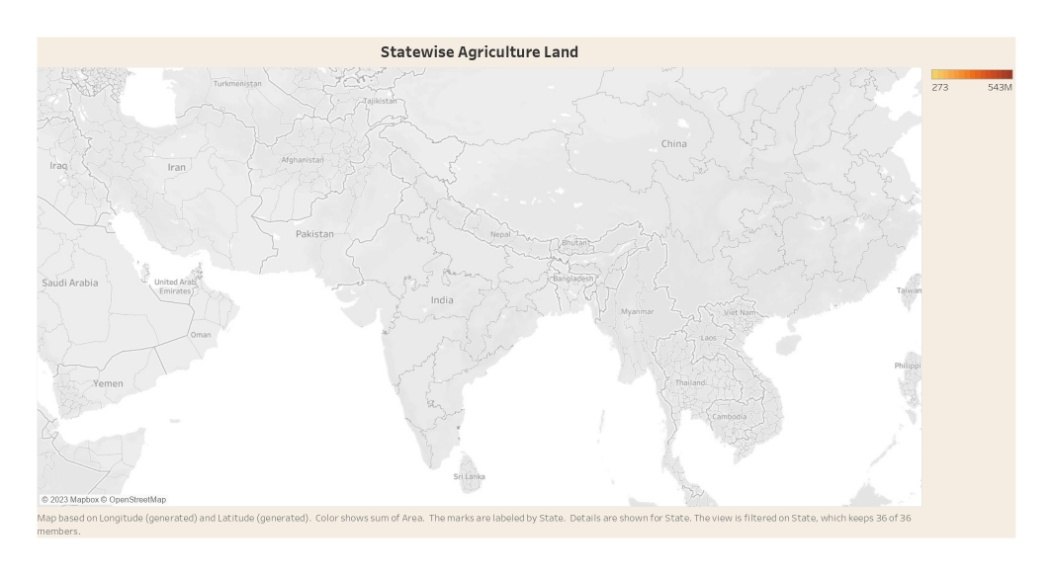 Statewise Agriculture Land
273 543M
Turkmenistan
Tajikistan
China
Afghanistan
Iraq
Iran
Pakistan
Nepal
Bhutan
Saudi Arabia
United Arab
Emirates
Bangladesh
Taiwan
India
Myanmar
Viet Nam
Oman
Laos
Philippi
Yemen
Thailand
Cambodia
Sri Lanka
© 2023 Mapbox © OpenStreetMap
Map based on Longitude (generated) and Latitude (generated). Color shows sum of Area. The marks are labeled by State. Details are shown for State. The view is filtered on State, which keeps 36 of 36
members.